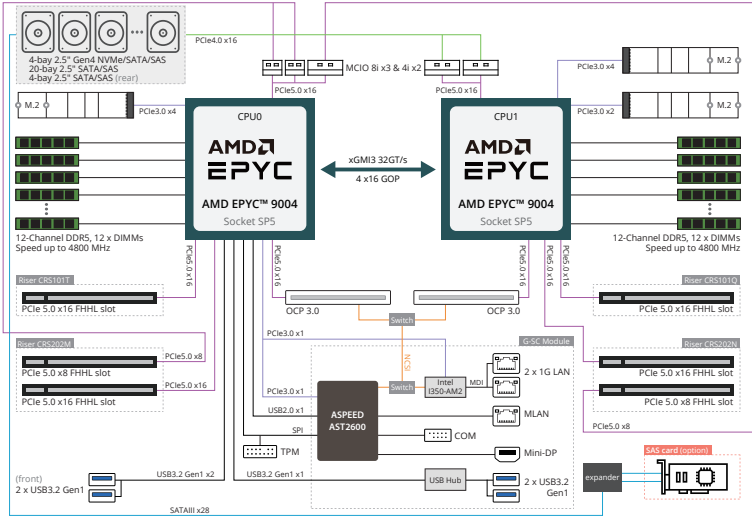 PCIe4.0 x16
4-bay 2.5" Gen4 NVMe/SATA/SAS
20-bay 2.5" SATA/SAS
4-bay 2.5" SATA/SAS (rear)
MCIO 8i x3 & 4i x2
PCIe3.0 x4
M.2
PCIe5.0 x16
PCIe5.0 x16
M.2
PCIe3.0 x4
PCIe3.0 x2
M.2
CPU0
AMD
EPYC
AMD EPYC™ 9004
Socket SP5
xGMI3 32GT/s
4 x16 GOP
CPU1
AMD
EPYC
AMD EPYC™ 9004
Socket SP5
12-Channel DDR5, 12 x DIMMs
Speed up to 4800 MHz
12-Channel DDR5, 12 x DIMMs
Speed up to 4800 MHz
PCIe5.0 x16
PCIe5.0 x16
PCIe5.0 x16
PCIe5.0 x16
PCIe5.0 x16
PCIe5.0 x16
Riser CRS101T
PCIe 5.0 x16 FHHL slot
OCP 3.0
OCP 3.0
Riser CRS101Q
PCIe 5.0 x16 FHHL slot
Switch
PCIe3.0 x1
NCSI
G-SC Module
Riser CRS202M
PCIe5.0 x8
PCIe 5.0 x8 FHHL slot
PCIe5.0 x16
PCIe 5.0 x16 FHHL slot
Riser CRS202N
PCIe 5.0 x16 FHHL slot
PCIe 5.0 x8 FHHL slot
PCIe5.0 x8
PCIe3.0 x1
USB2.0 x1
SPI
TPM
ASPEED
AST2600
Switch
Intel
I350-AM2
MDI
2 x 1G LAN
MLAN
COM
Mini-DP
(front)
2 x USB3.2 Gen1
USB3.2 Gen1 x2
USB3.2 Gen1 x1
USB Hub
2 x USB3.2
Gen1
expander
SAS card (option)
SATAIII x28